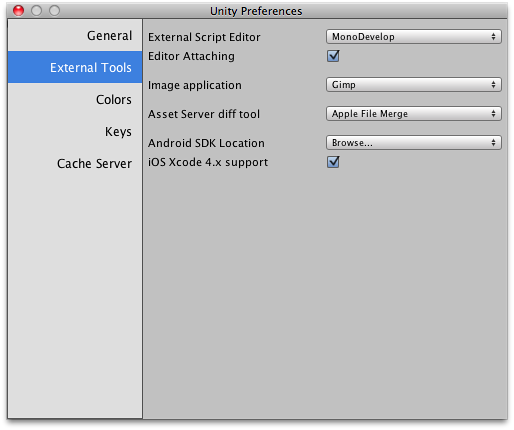 Unity Preferences
General
External Tools
Colors
Keys
Cache Server
External Script Editor MonoDevelop
Editor Attaching
Image application Gimp
Asset Server diff tool Apple File Merge
Android SDK Location Browse...
iOS Xcode 4.x support